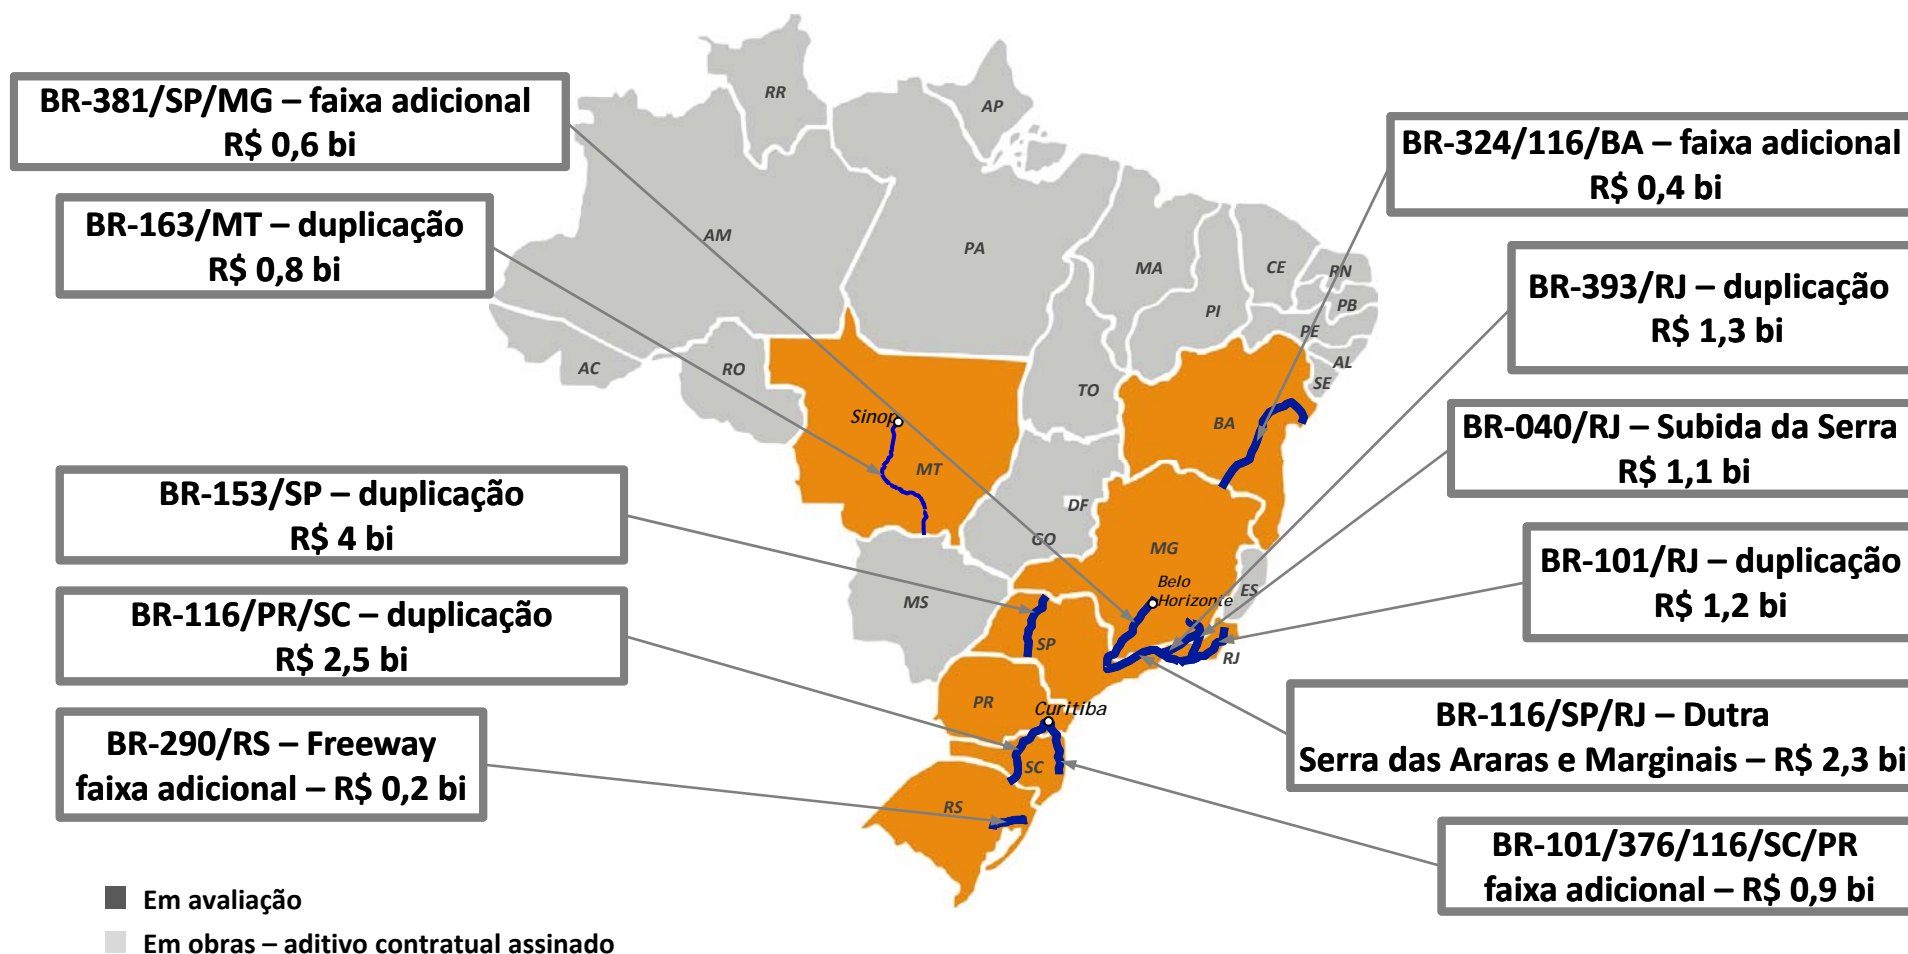 BR-381/SP/MG – faixa adicional
R$ 0,6 bi
BR-163/MT – duplicação
R$ 0,8 bi
BR-153/SP – duplicação
R$ 4 bi
BR-116/PR/SC – duplicação
R$ 2,5 bi
BR-290/RS – Freeway
faixa adicional – R$ 0,2 bi
RR
AP
AM
PA
MA
CE
RN
PB
PI
PE
AL
SE
AC
RO
TO
BA
Sinop
MT
DF
GO
MG
Belo
Horizonte
ES
MS
SP
RJ
PR
Curitiba
SC
RS
BR-324/116/BA – faixa adicional
R$ 0,4 bi
BR-393/RJ – duplicação
R$ 1,3 bi
BR-040/RJ – Subida da Serra
R$ 1,1 bi
BR-101/RJ – duplicação
R$ 1,2 bi
BR-116/SP/RJ – Dutra
Serra das Araras e Marginais – R$ 2,3 bi
BR-101/376/116/SC/PR
faixa adicional – R$ 0,9 bi
Em avaliação
Em obras – aditivo contratual assinado